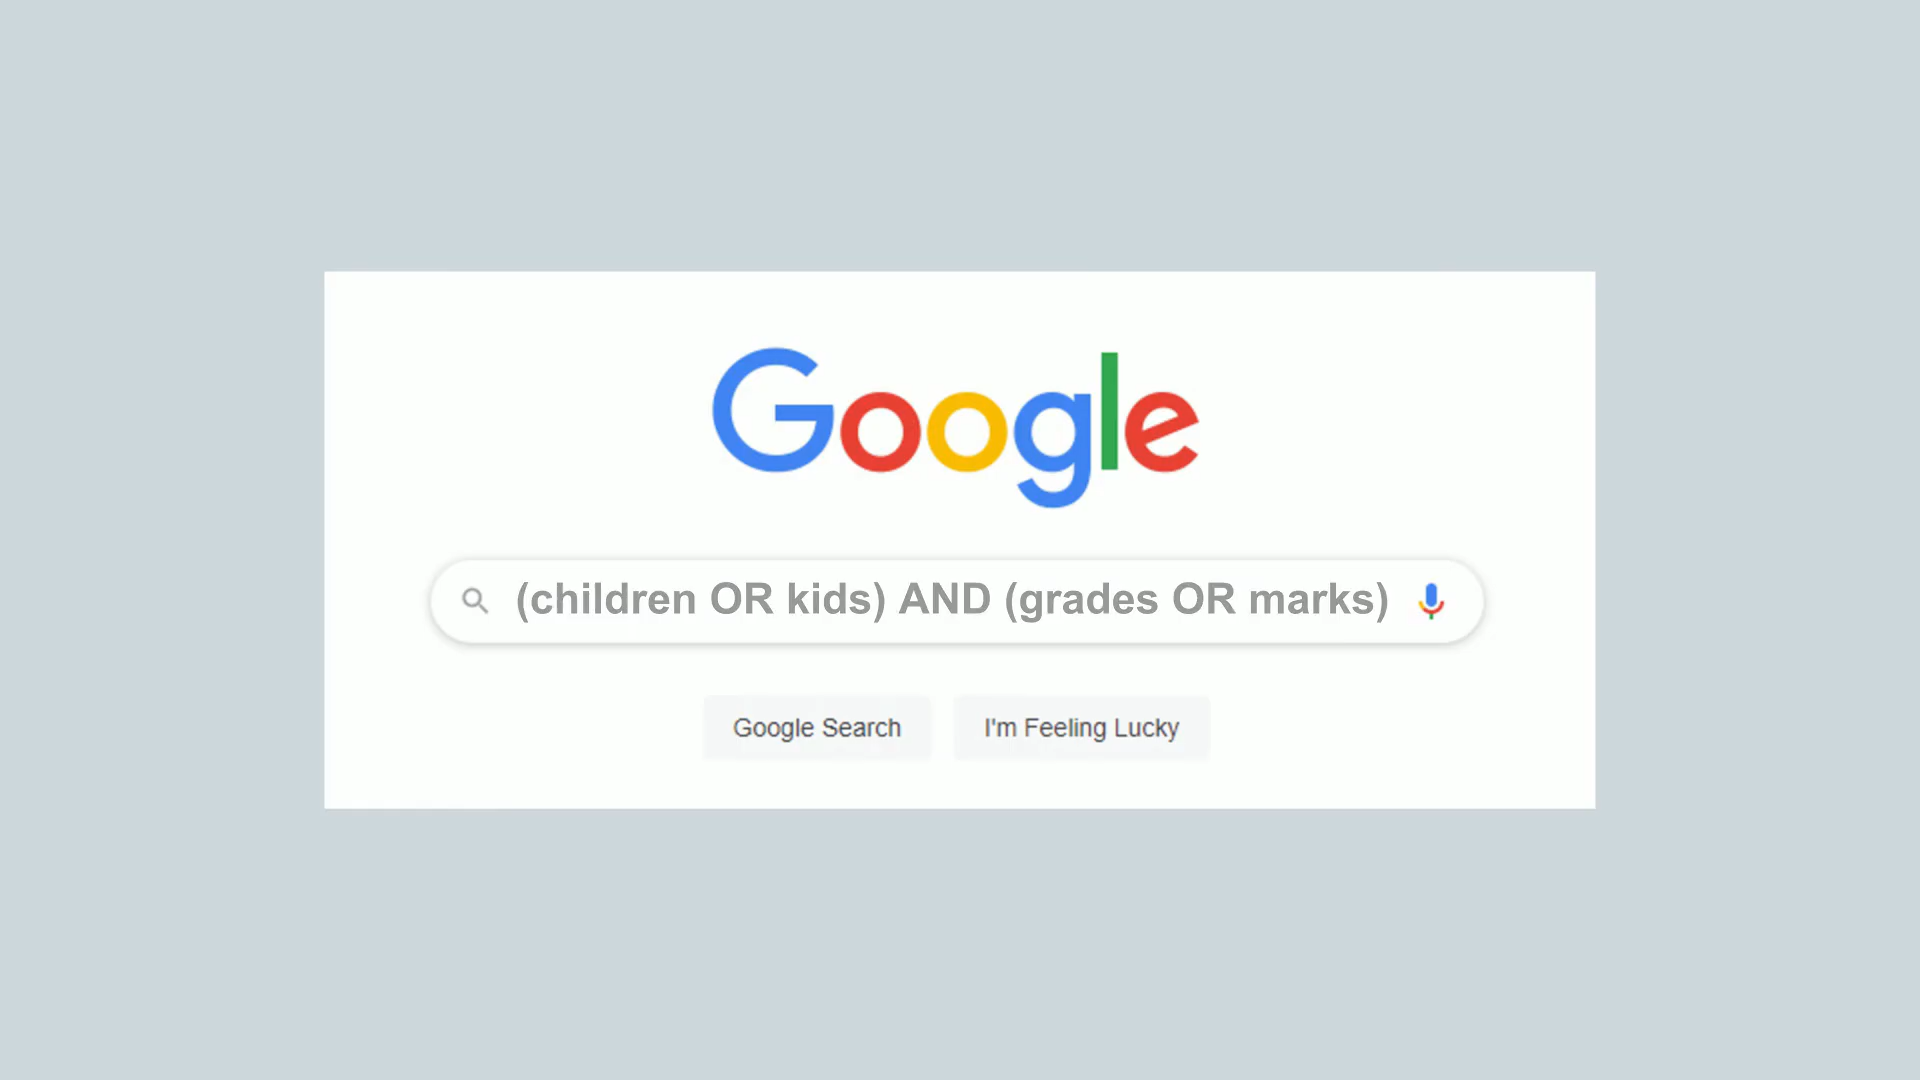 Google
(children OR kids) AND (grades OR marks)
Google Search
I'm Feeling Lucky